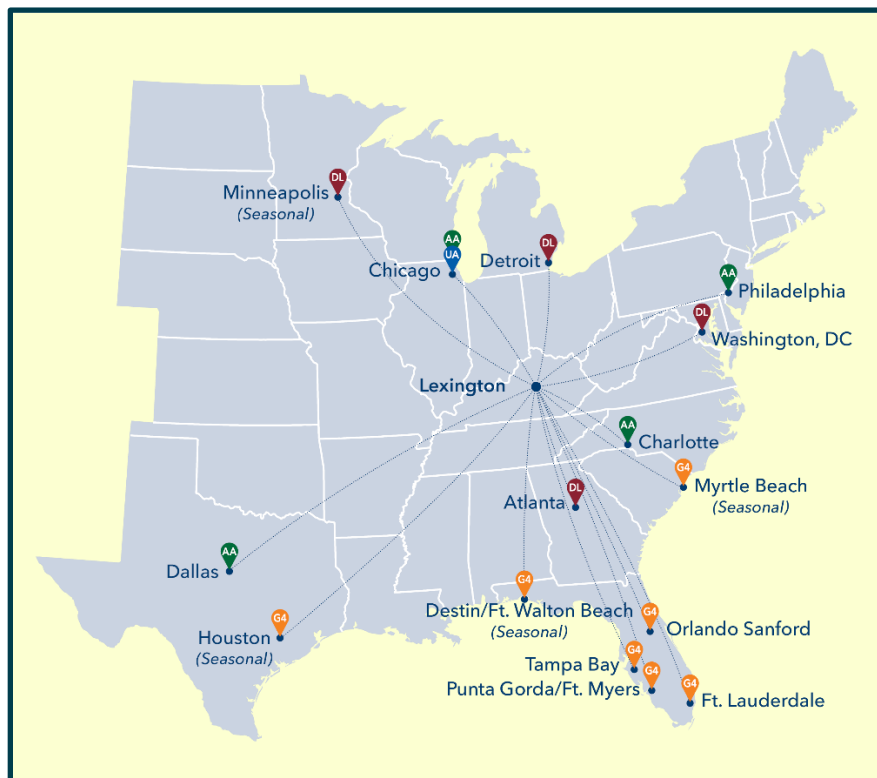 DL
Minneapolis
(Seasonal)
AA
UA
Chicago
DL
Detroit
AA
Philadelphia
DL
Washington, DC
Lexington
AA
Charlotte
G4
Myrtle Beach
(Seasonal)
DL
Atlanta
AA
Dallas
G4
Houston
(Seasonal)
G4
Destin/Ft. Walton Beach
(Seasonal)
G4
Orlando Sanford
G4
Tampa Bay
G4
Punta Gorda/Ft. Myers
G4
Ft. Lauderdale